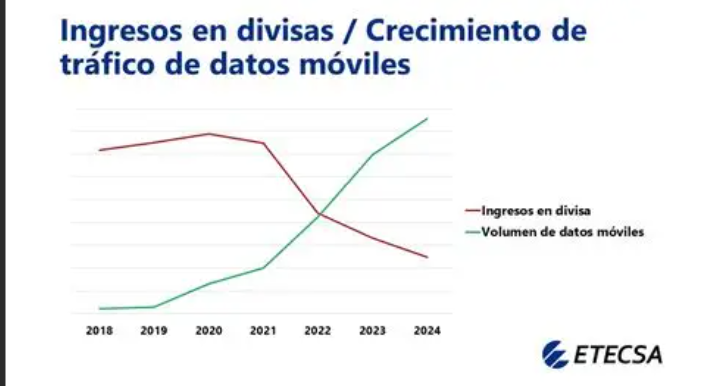 Ingresos en divisas / Crecimiento de
tráfico de datos móviles
Ingresos en divisa
Volumen de datos móviles
2018 2019 2020 2021 2022 2023 2024
ETECSA